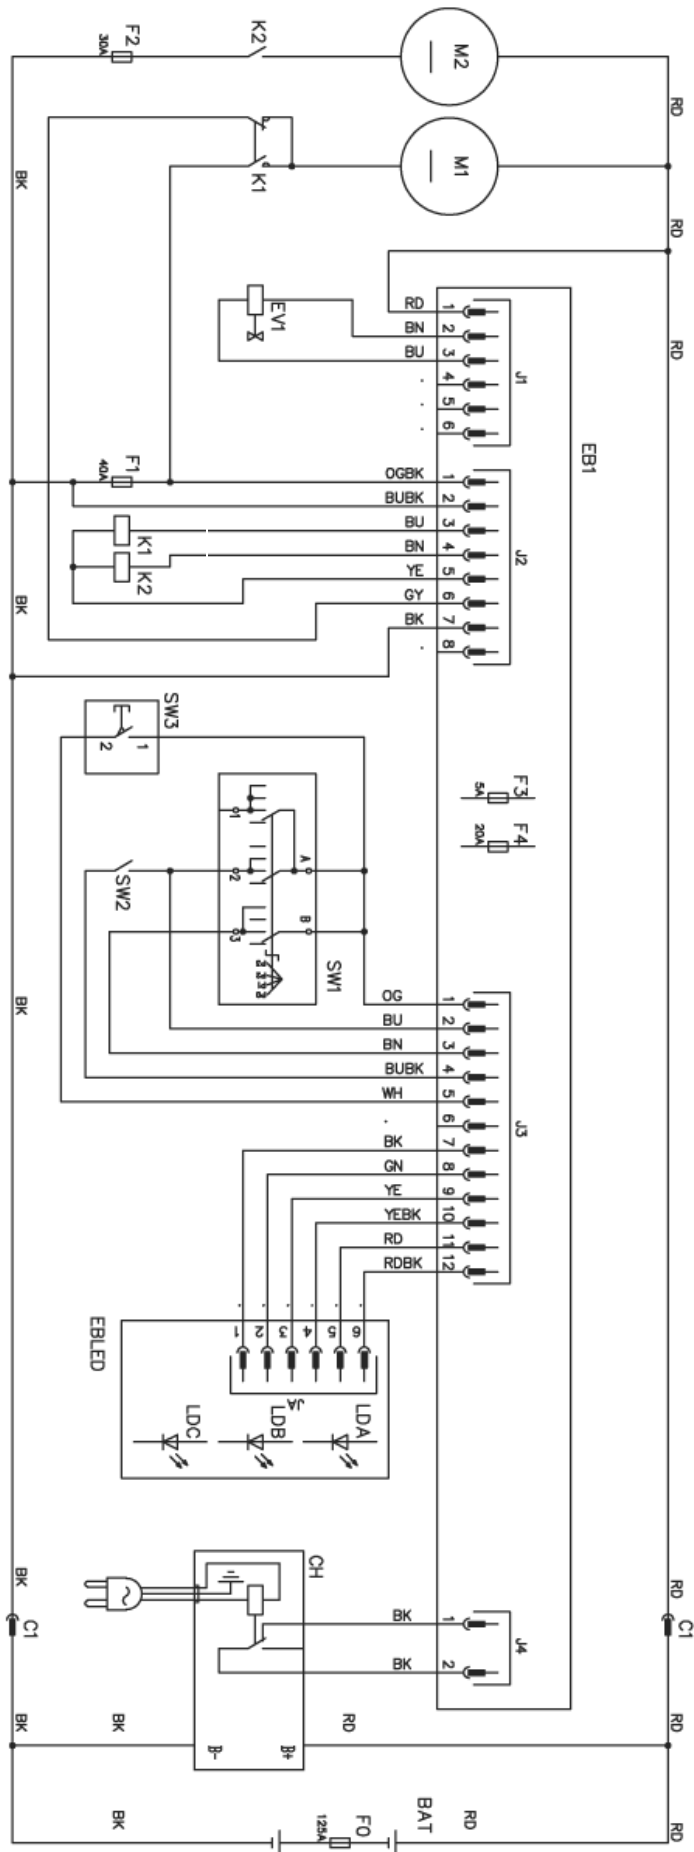 F2
30A
K2
M2
RD
M1
K1
BK
RD
RD
EV1
RD 1
BN 2
BU 3
. 4
. 5
. 6
J1
EB1
F1
40A
OGBK 1
BUBK 2
BU 3
BN 4
YE 5
GY 6
BK 7
. 8
J2
K1
K2
BK
SW3
1
2
F3
5A
F4
20A
1
A
2
B
3
SW2
SW1
BK
OG 1
BU 2
BN 3
BUBK 4
WH 5
. 6
BK 7
GN 8
YE 9
YEBK 10
RD 11
RDBK 12
J3
EBLED
1 2 3 4 5 6
JA
LDC
LDB
LDA
CH
BK
RD
C1
C1
BK 1
BK 2
J4
BK
BK
RD
RD
B-
B+
BAT
F0
125A
BK
RD
RD